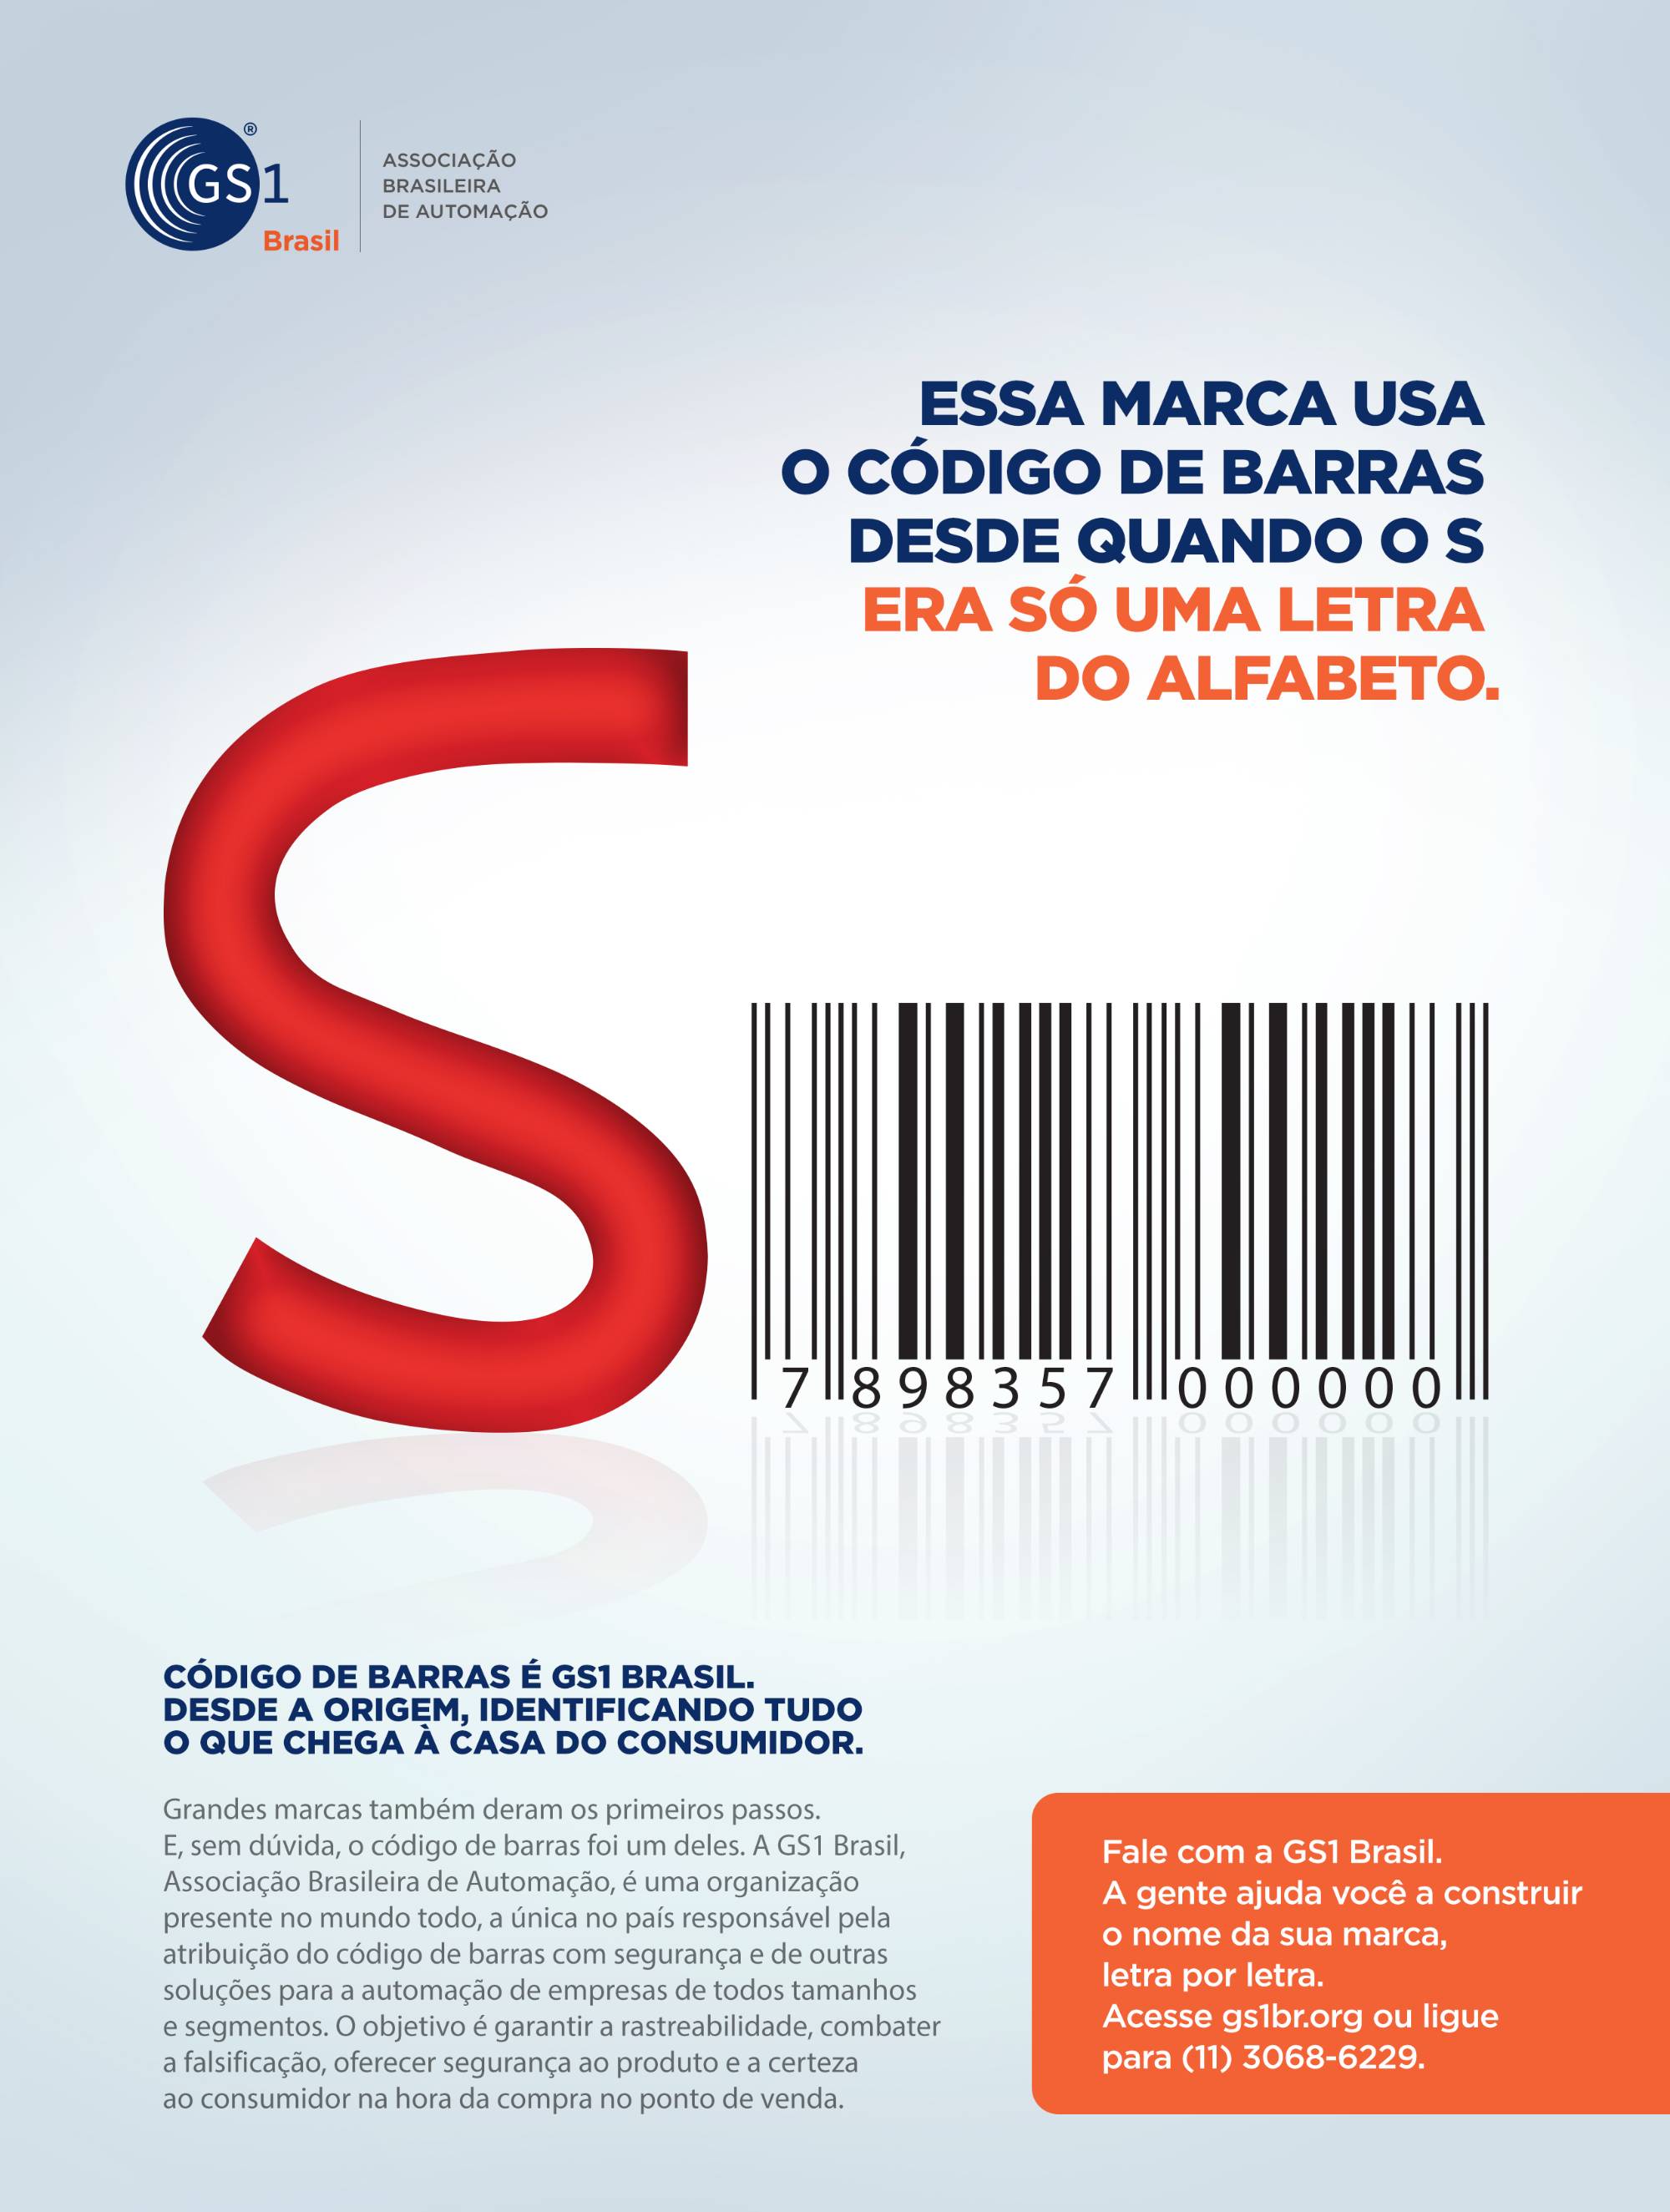 GS1®
Brasil
ASSOCIAÇÃO
BRASILEIRA
DE AUTOMAÇÃO
ESSA MARCA USA
O CÓDIGO DE BARRAS
DESDE QUANDO O S
ERA SÓ UMA LETRA
DO ALFABETO.
S
7 898357 000000
CÓDIGO DE BARRAS É GS1 BRASIL.
DESDE A ORIGEM, IDENTIFICANDO TUDO
O QUE CHEGA À CASA DO CONSUMIDOR.
Grandes marcas também deram os primeiros passos.
E, sem dúvida, o código de barras foi um deles. A GS1 Brasil,
Associação Brasileira de Automação, é uma organização
presente no mundo todo, a única no país responsável pela
atribuição do código de barras com segurança e de outras
soluções para a automação de empresas de todos tamanhos
e segmentos. O objetivo é garantir a rastreabilidade, combater
a falsificação, oferecer segurança ao produto e a certeza
ao consumidor na hora da compra no ponto de venda.
Fale com a GS1 Brasil.
A gente ajuda você a construir
o nome da sua marca,
letra por letra.
Acesse gs1br.org ou ligue
para (11) 3068-6229.